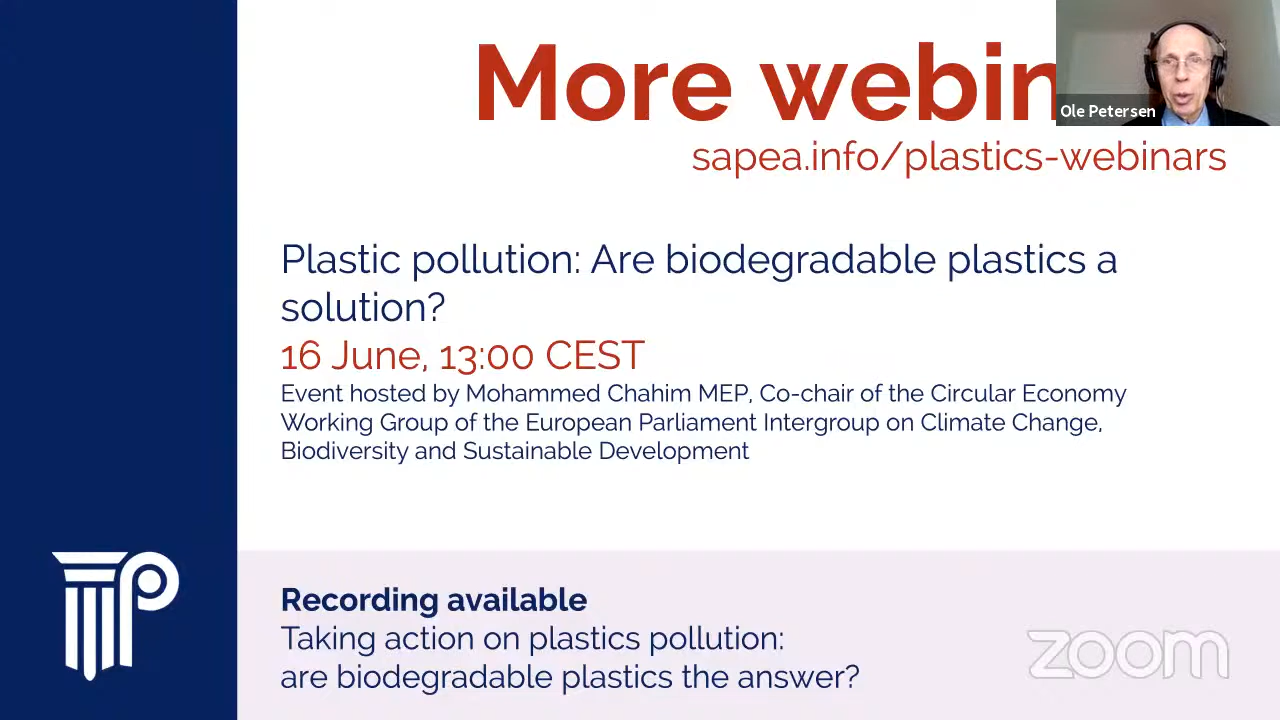 More webin
Ole Petersen
sapea.info/plastics-webinars
Plastic pollution: Are biodegradable plastics a
solution?
16 June, 13:00 CEST
Event hosted by Mohammed Chahim MEP, Co-chair of the Circular Economy
Working Group of the European Parliament Intergroup on Climate Change,
Biodiversity and Sustainable Development
Recording available
Taking action on plastics pollution:
are biodegradable plastics the answer?
zoom